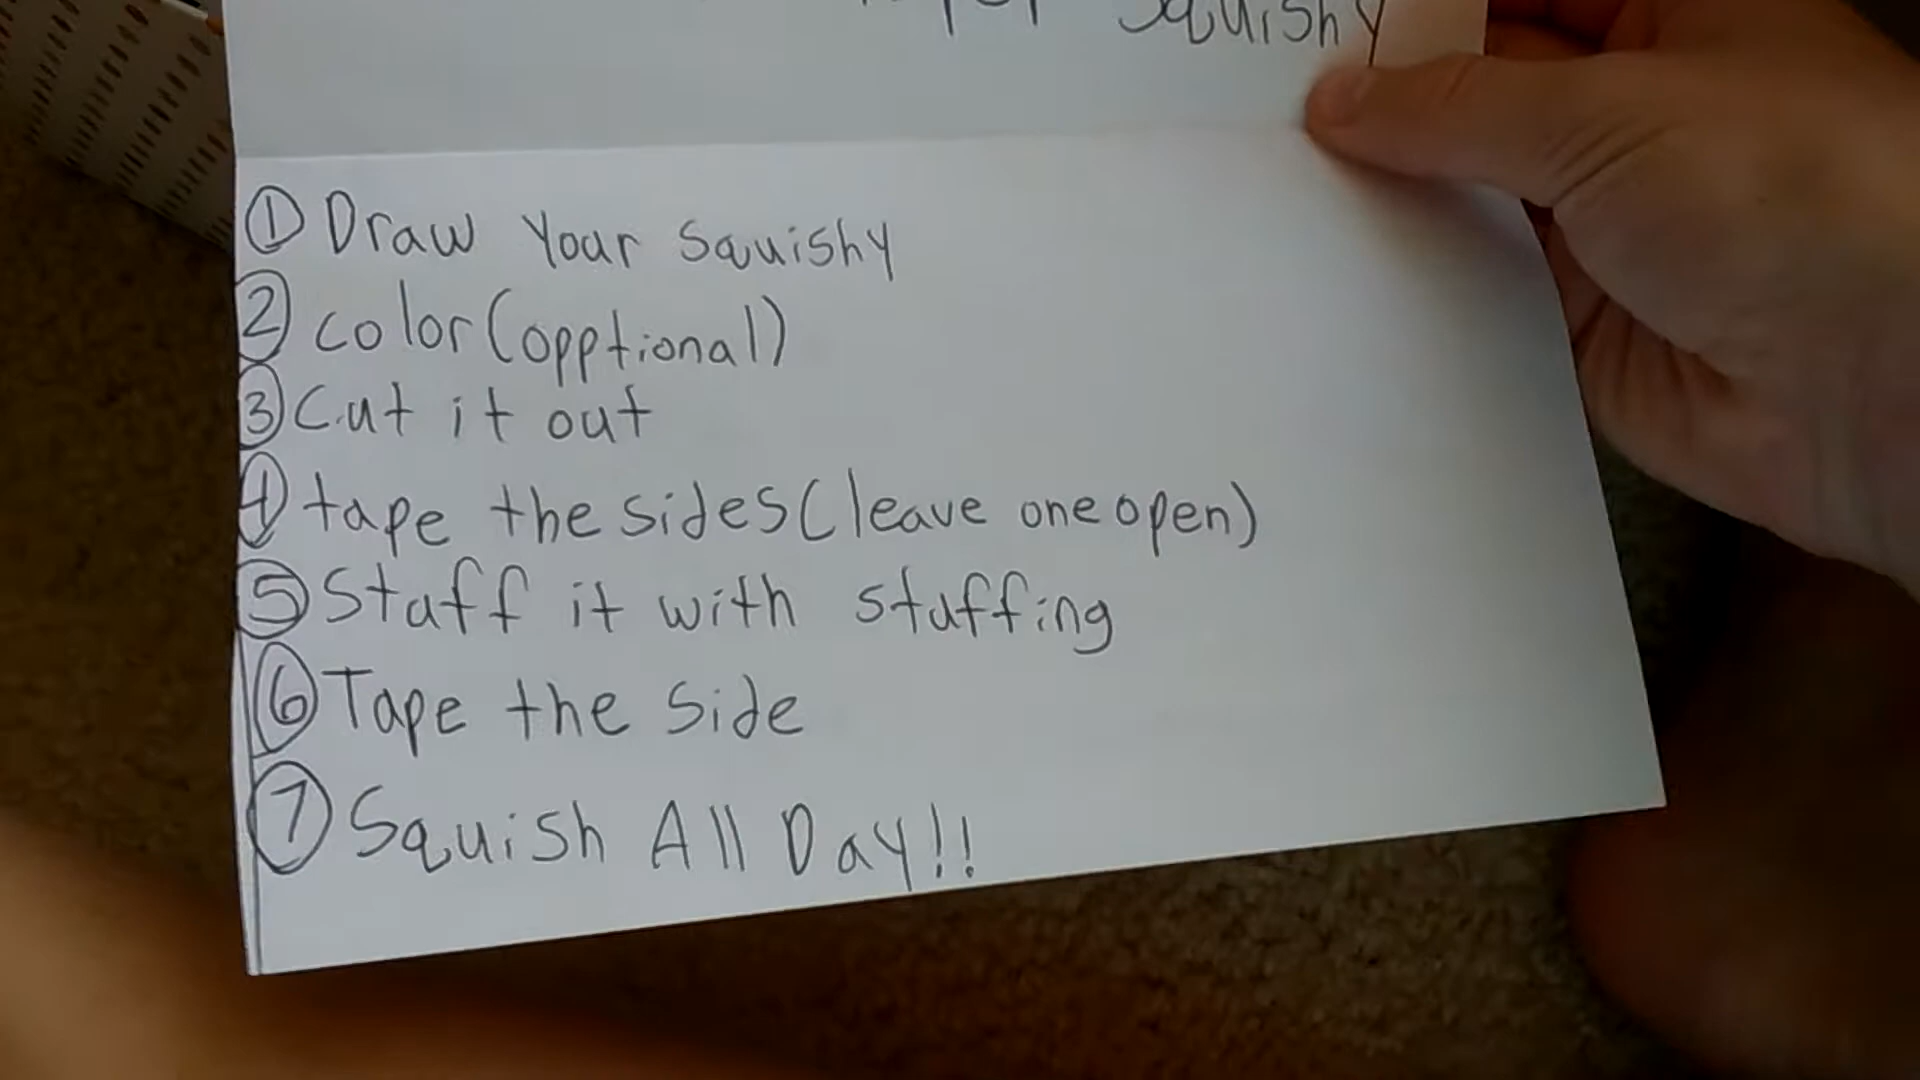 Squishy
① Draw Your Squishy
② color (opptional)
③ Cut it out
④ tape the sides (leave one open)
⑤ Stuff it with stuffing
⑥ Tape the Side
⑦ Squish All Day!!